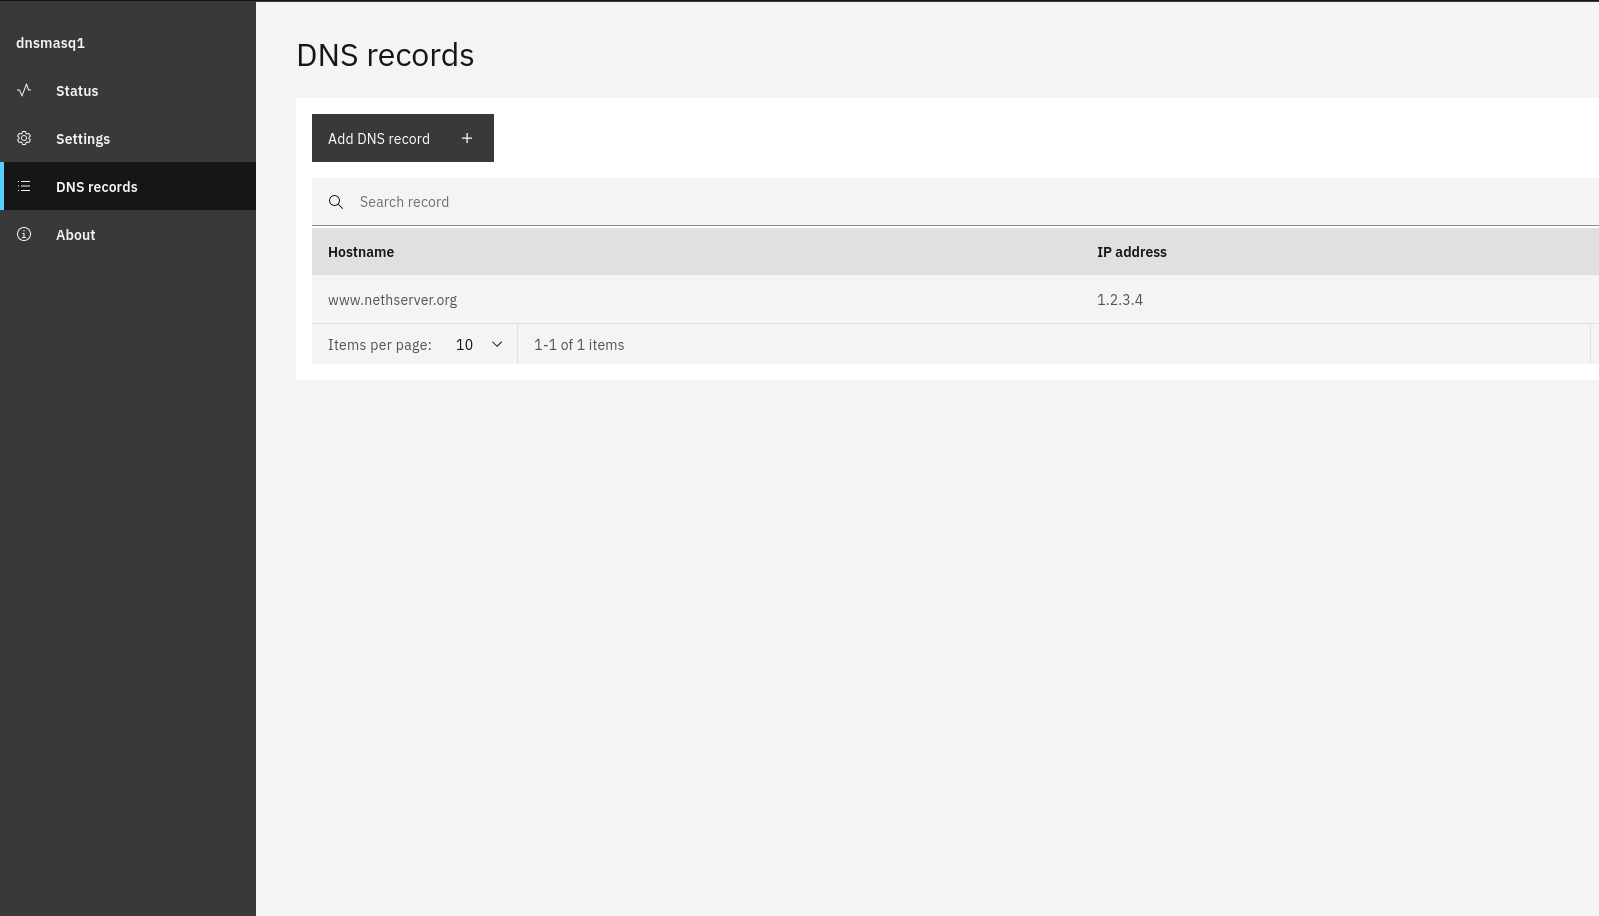 dnsmasq1
Status
Settings
DNS records
About
DNS records
Add DNS record
Search record
Hostname IP address
www.nethserver.org 1.2.3.4
Items per page: 10 1-1 of 1 items